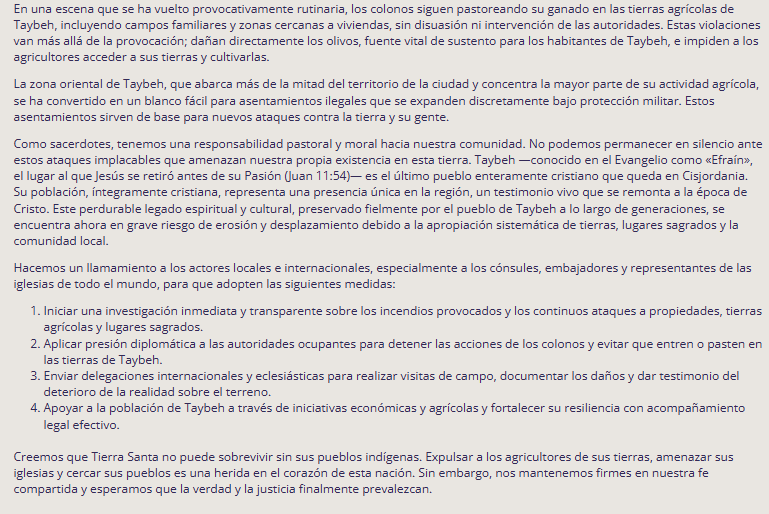 En una escena que se ha vuelto provocativamente rutinaria, los colonos siguen pastoreando su ganado en las tierras agrícolas de
Taybeh, incluyendo campos familiares y zonas cercanas a viviendas, sin disuasión ni intervención de las autoridades. Estas violaciones
van más allá de la provocación; dañan directamente los olivos, fuente vital de sustento para los habitantes de Taybeh, e impiden a los
agricultores acceder a sus tierras y cultivarlas.
La zona oriental de Taybeh, que abarca más de la mitad del territorio de la ciudad y concentra la mayor parte de su actividad agrícola,
se ha convertido en un blanco fácil para asentamientos ilegales que se expanden discretamente bajo protección militar. Estos
asentamientos sirven de base para nuevos ataques contra la tierra y su gente.
Como sacerdotes, tenemos una responsabilidad pastoral y moral hacia nuestra comunidad. No podemos permanecer en silencio ante
estos ataques implacables que amenazan nuestra propia existencia en esta tierra. Taybeh —conocido en el Evangelio como «Efraín»,
el lugar al que Jesús se retiró antes de su Pasión (Juan 11:54)— es el último pueblo enteramente cristiano que queda en Cisjordania.
Su población, íntegramente cristiana, representa una presencia única en la región, un testimonio vivo que se remonta a la época de
Cristo. Este perdurable legado espiritual y cultural, preservado fielmente por el pueblo de Taybeh a lo largo de generaciones, se
encuentra ahora en grave riesgo de erosión y desplazamiento debido a la apropiación sistemática de tierras, lugares sagrados y la
comunidad local.
Hacemos un llamamiento a los actores locales e internacionales, especialmente a los cónsules, embajadores y representantes de las
iglesias de todo el mundo, para que adopten las siguientes medidas:
1. Iniciar una investigación inmediata y transparente sobre los incendios provocados y los continuos ataques a propiedades, tierras
agrícolas y lugares sagrados.
2. Aplicar presión diplomática a las autoridades ocupantes para detener las acciones de los colonos y evitar que entren o pasten en
las tierras de Taybeh.
3. Enviar delegaciones internacionales y eclesiásticas para realizar visitas de campo, documentar los daños y dar testimonio del
deterioro de la realidad sobre el terreno.
4. Apoyar a la población de Taybeh a través de iniciativas económicas y agrícolas y fortalecer su resiliencia con acompañamiento
legal efectivo.
Creemos que Tierra Santa no puede sobrevivir sin sus pueblos indígenas. Expulsar a los agricultores de sus tierras, amenazar sus
iglesias y cercar sus pueblos es una herida en el corazón de esta nación. Sin embargo, nos mantenemos firmes en nuestra fe
compartida y esperamos que la verdad y la justicia finalmente prevalezcan.